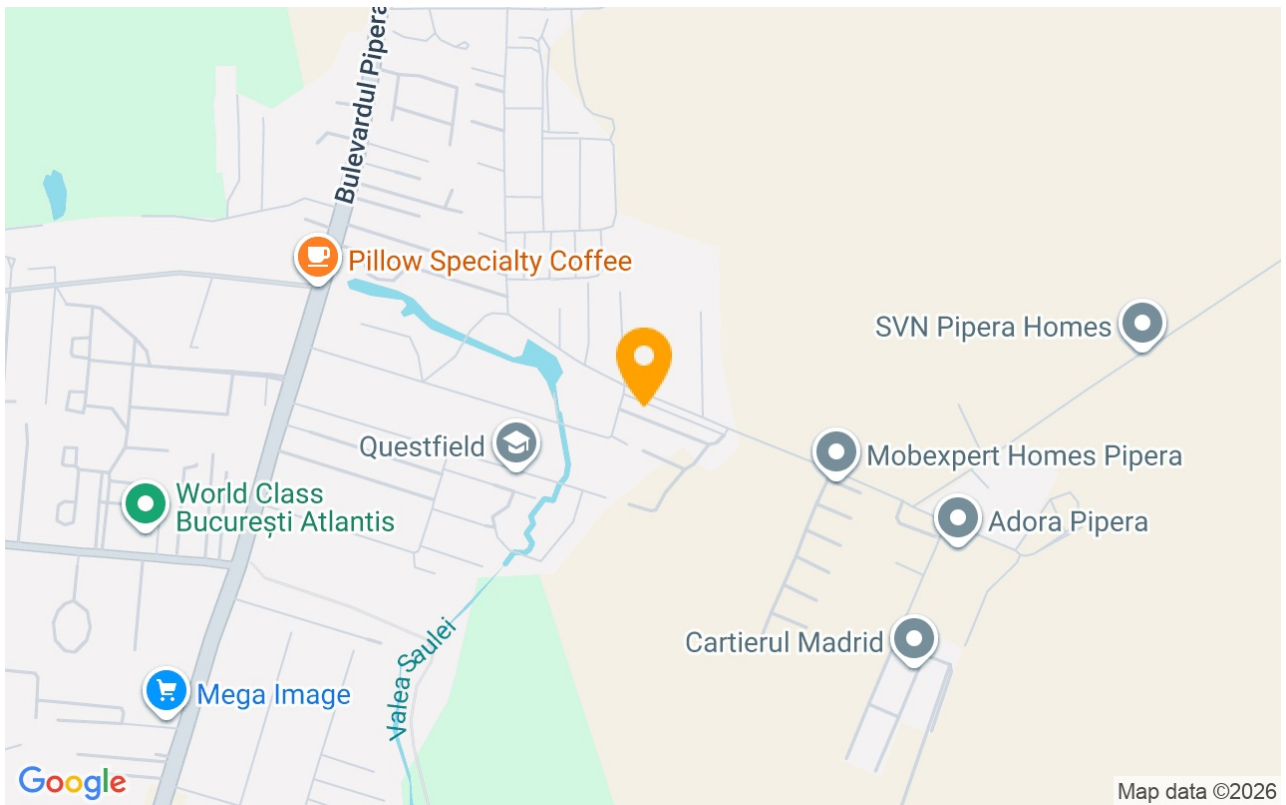 Bulevardul Pipera
Pillow Specialty Coffee
SVN Pipera Homes
Questfield
Mobexpert Homes Pipera
World Class
București Atlantis
Adora Pipera
Cartierul Madrid
Valea Saulei
Mega Image
Google
Map data ©2026